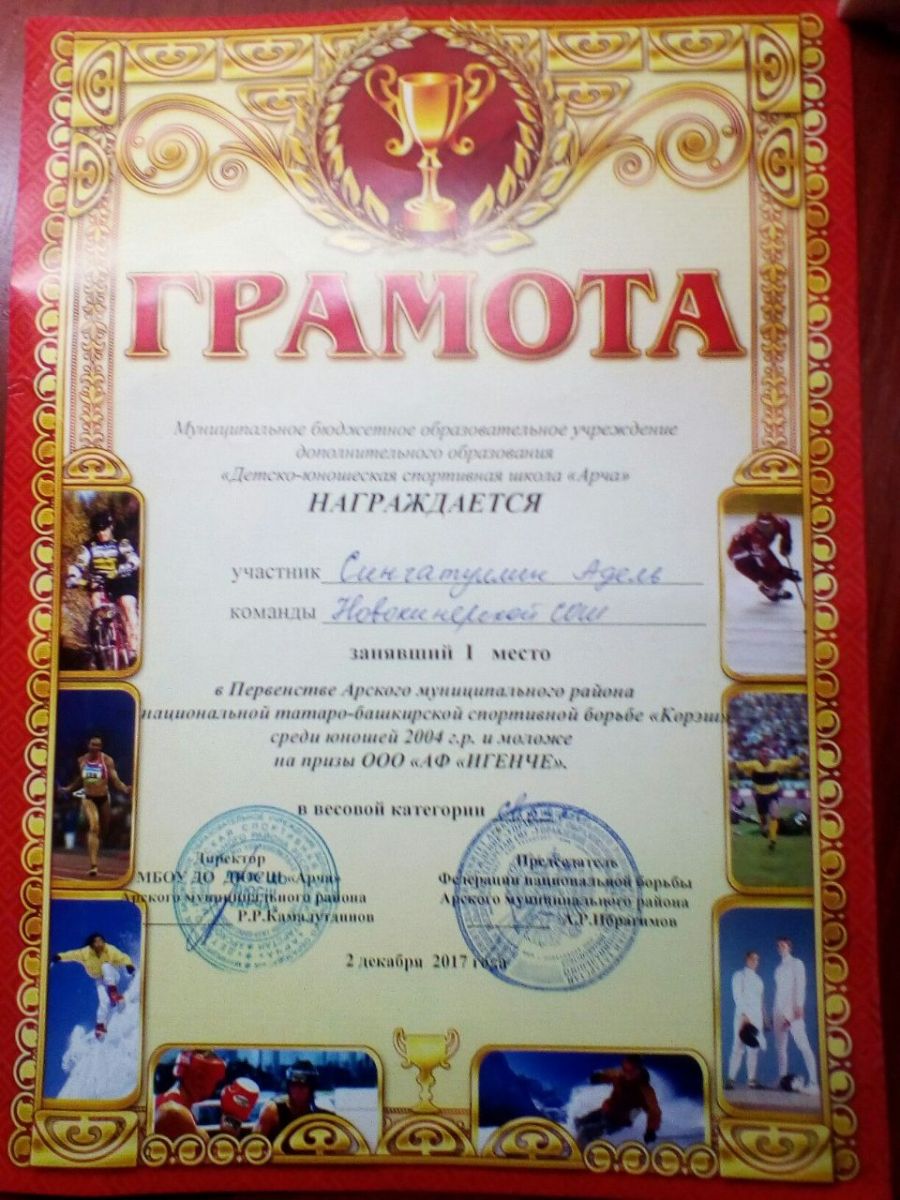 ГРАМОТА
Муниципальное бюджетное образовательное учреждение
дополнительного образования
«Детско-юношеская спортивная школа «Арча»
НАГРАЖДАЕТСЯ
участник Сингатуллин Адель
команды Новокинерской СОШ
занявший 1 место
в Первенстве Арского муниципального района
национальной татаро-башкирской спортивной борьбе «Корэш»
среди юношей 2004 г.р. и моложе
на призы ООО «АФ «ИГЕНЧЕ».
в весовой категории
Директор
МБОУ ДО ДЮСШ «Арча»
Арского муниципального района
Р.Р.Камалутдинов
Председатель
Федерации национальной борьбы
Арского муниципального района
А.Р.Ибрагимов
2 декабря 2017 года